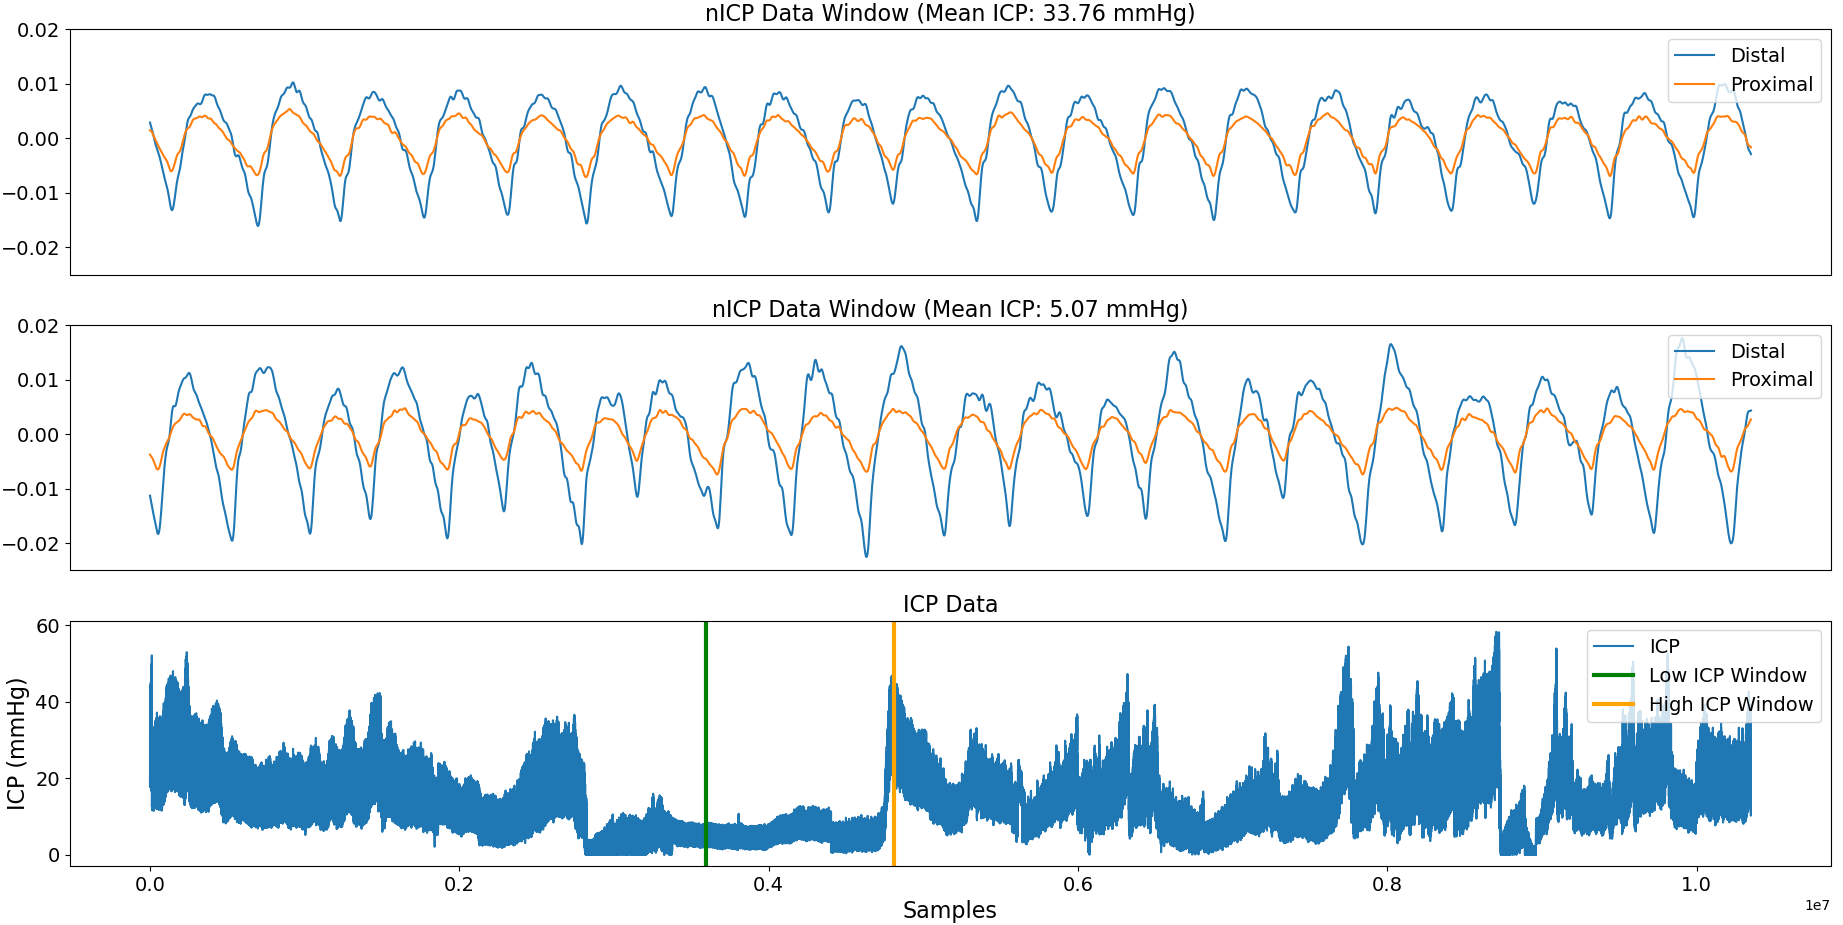 nICP Data Window (Mean ICP: 33.76 mmHg)
0.02
0.01
0.00
−0.01
−0.02
Distal
Proximal
nICP Data Window (Mean ICP: 5.07 mmHg)
0.02
0.01
0.00
−0.01
−0.02
Distal
Proximal
ICP Data
ICP (mmHg)
60
40
20
0
ICP
Low ICP Window
High ICP Window
0.0 0.2 0.4 0.6 0.8 1.0
1e7
Samples